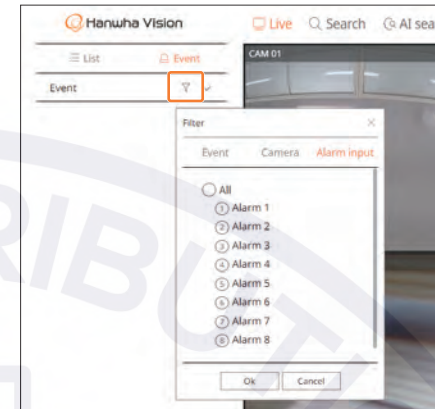 Hanwha Vision
Live Search AI sea
List Event
CAM 01
Event
Filter
Event Camera Alarm input
All
1 Alarm 1
2 Alarm 2
3 Alarm 3
4 Alarm 4
5 Alarm 5
6 Alarm 6
7 Alarm 7
8 Alarm 8
Ok Cancel
RIBUTI